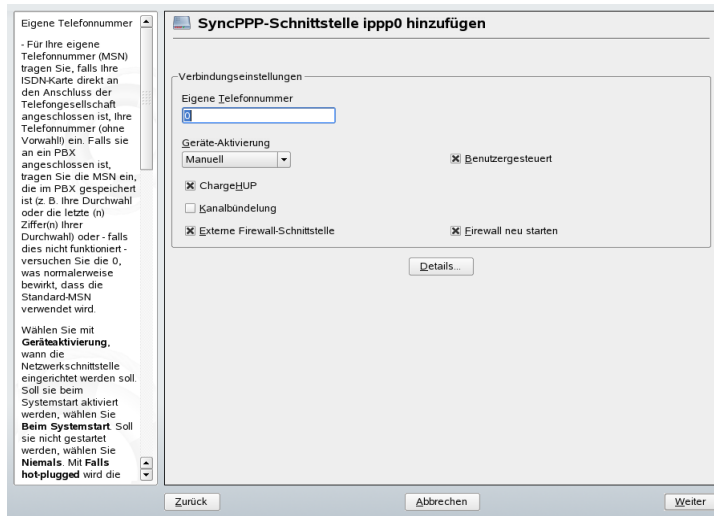 Eigene Telefonnummer
- Für Ihre eigene
Telefonnummer (MSN)
tragen Sie, falls Ihre
ISDN-Karte direkt an
den Anschluss der
Telefongesellschaft
angeschlossen ist, Ihre
Telefonnummer (ohne
Vorwahl!) ein. Falls sie
an ein PBX
angeschlossen ist,
tragen Sie die MSN ein,
die im PBX gespeichert
ist (z. B. Ihre Durchwahl
oder die letzte (n)
Ziffer(n) Ihrer
Durchwahl) oder - falls
dies nicht funktioniert -
versuchen Sie die 0,
was normalerweise
bewirkt, dass die
Standard-MSN
verwendet wird.
Wählen Sie mit
Geräteaktivierung,
wann die
Netzwerkschnittstelle
eingerichtet werden soll.
Soll sie beim
Systemstart aktiviert
werden, wählen Sie
Beim Systemstart. Soll
sie nicht gestartet
werden, wählen Sie
Niemals. Mit Falls
hot-plugged wird die
SyncPPP-Schnittstelle ippp0 hinzufügen
Verbindungseinstellungen
Eigene Telefonnummer
0
Geräte-Aktivierung
Manuell
Benutzergesteuert
ChargeHUP
Kanalbündelung
Externe Firewall-Schnittstelle
Firewall neu starten
Details...
Zurück
Abbrechen
Weiter